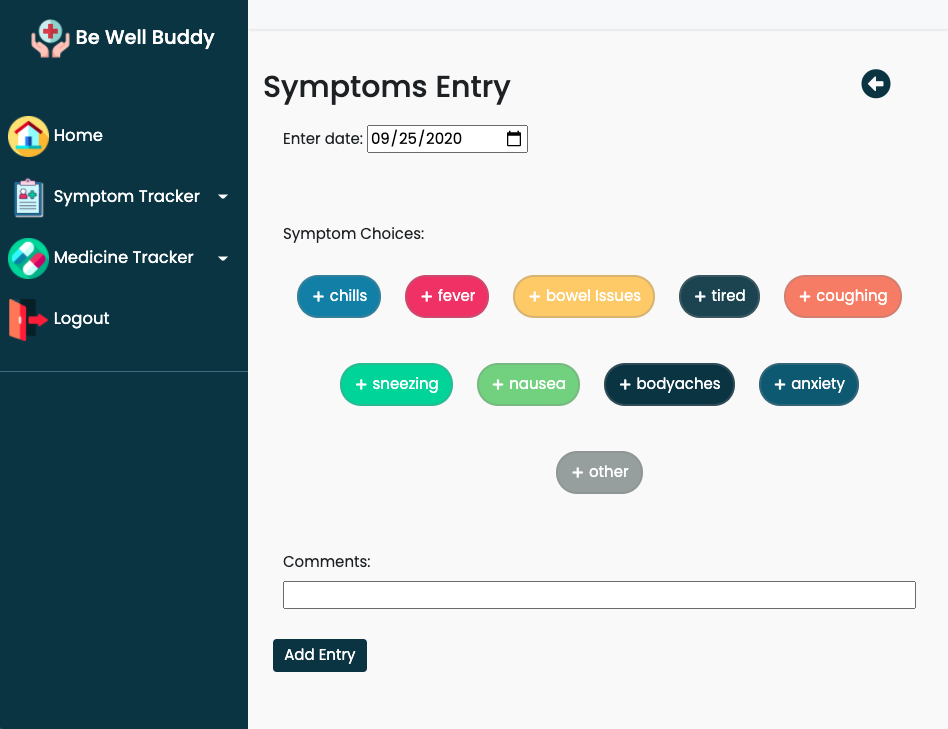 Be Well Buddy
Home
Symptom Tracker
Medicine Tracker
Logout
Symptoms Entry
Enter date: 09/25/2020
Symptom Choices:
+ chills + fever + bowel Issues + tired + coughing
+ sneezing + nausea + bodyaches + anxiety
+ other
Comments:
Add Entry